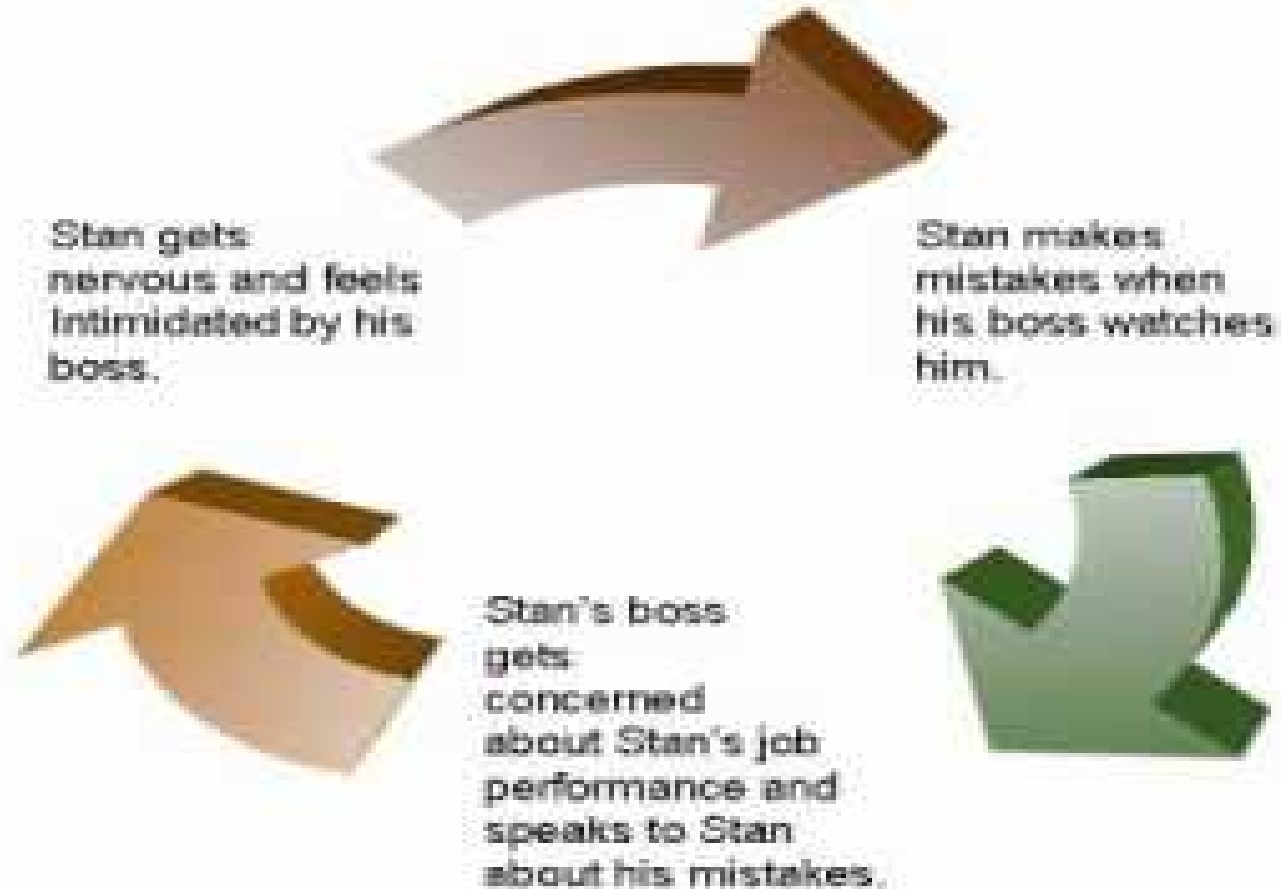 Stan gets
nervous and feels
Intimidated by his
boss.
Stan makes
mistakes when
his boss watches
him.
Stan's boss
gets
concerned
about Stan's job
performance and
speaks to Stan
about his mistakes.